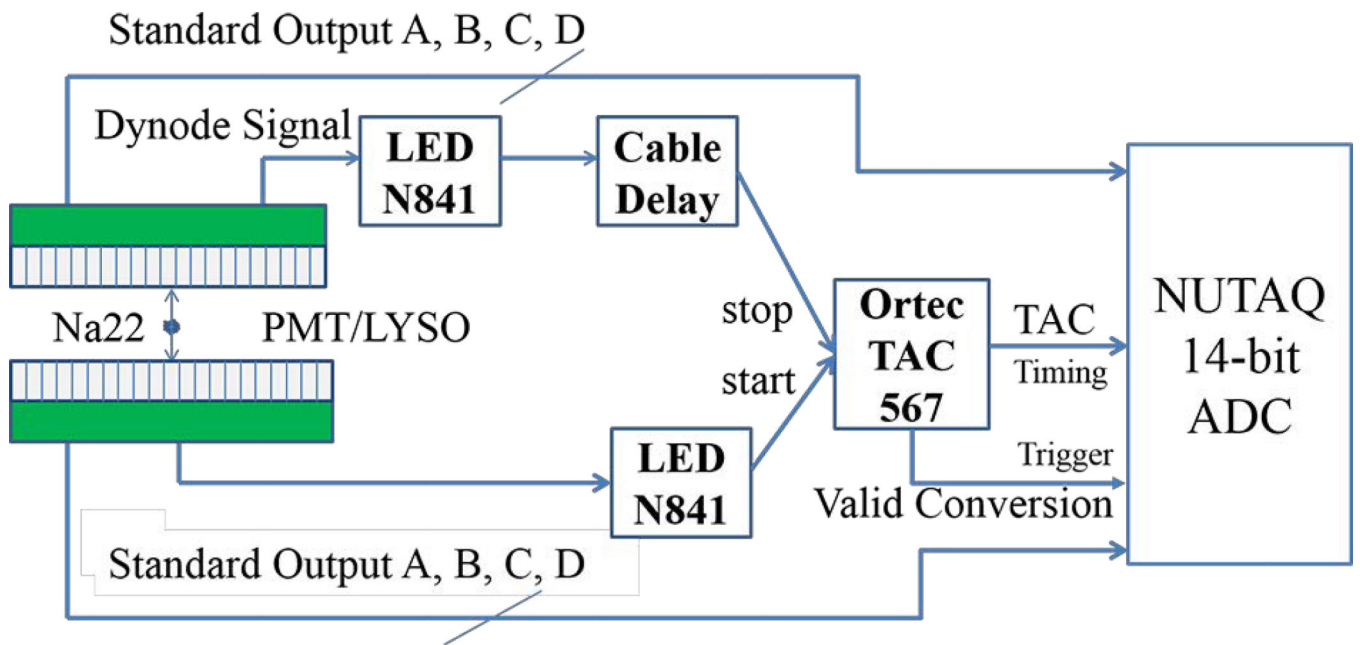 Standard Output A, B, C, D
Dynode Signal
LED
N841
Cable
Delay
Na22
PMT/LYSO
stop
start
Ortec
TAC
567
TAC
Timing
Trigger
Valid Conversion
NUTAQ
14-bit
ADC
LED
N841
Standard Output A, B, C, D